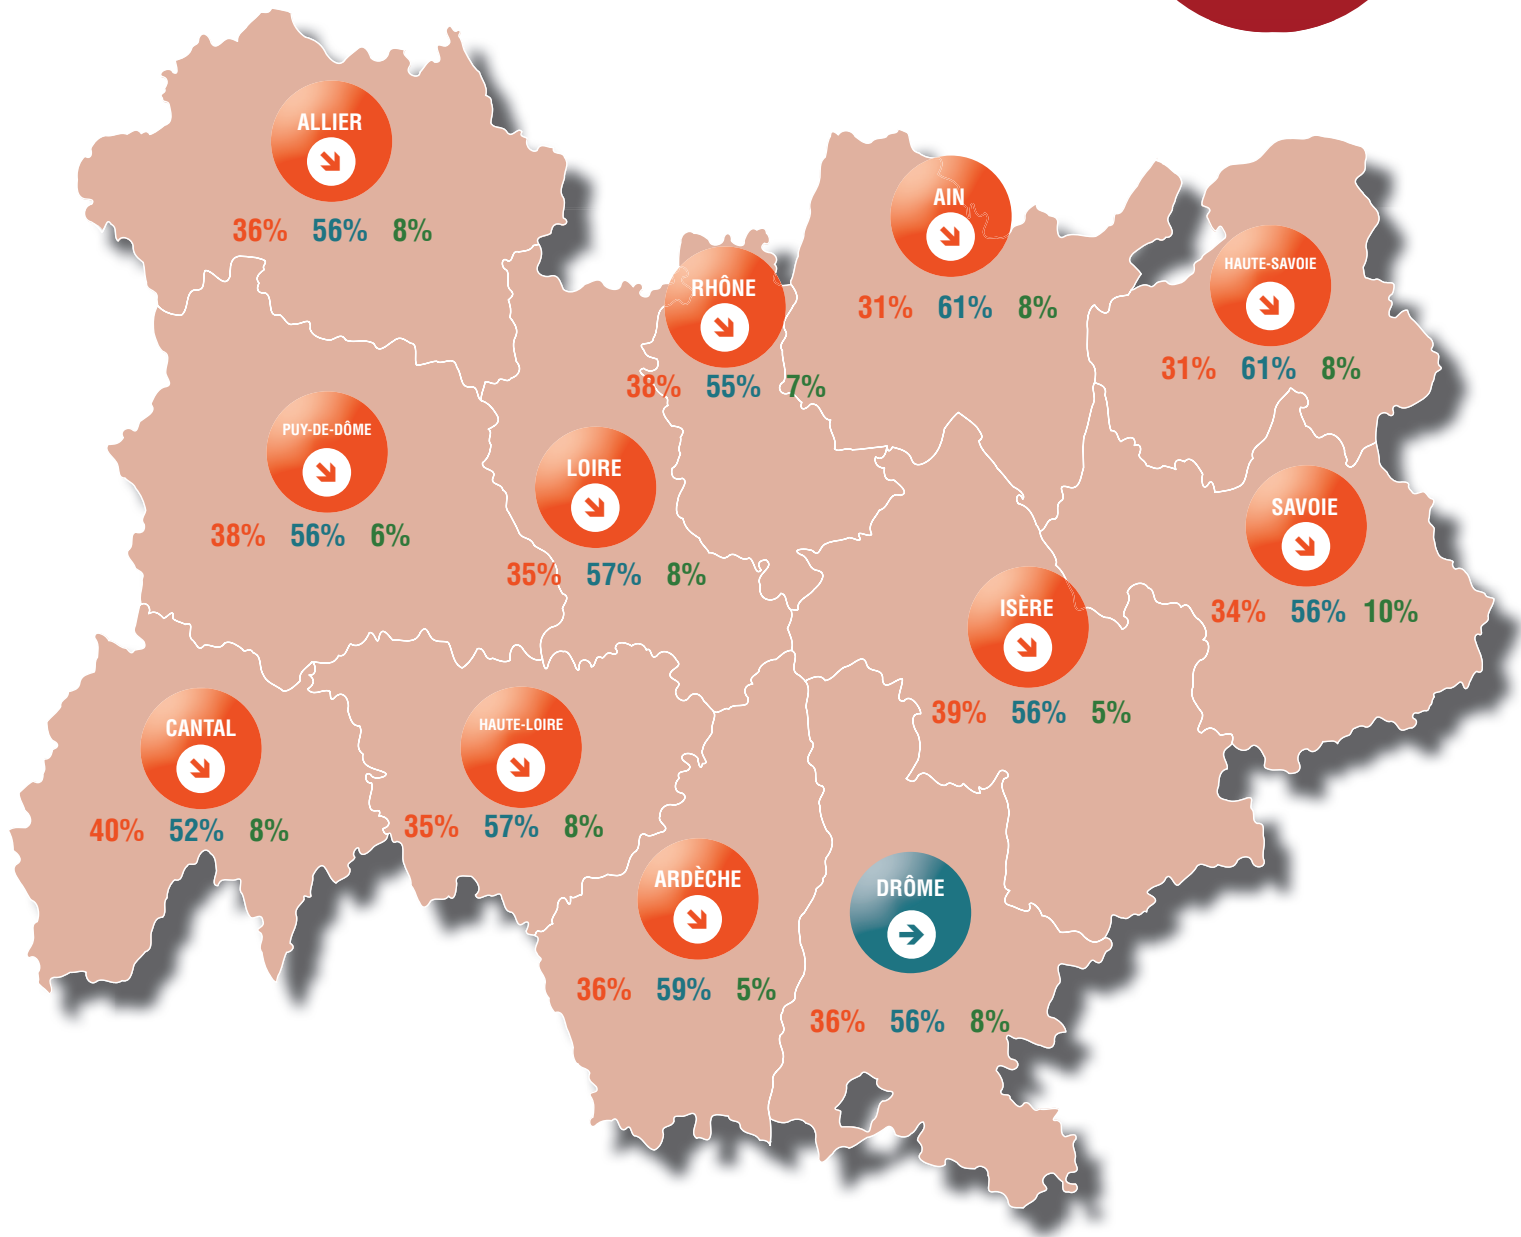 ALLIER
36% 56% 8%
AIN
31% 61% 8%
HAUTE-SAVOIE
31% 61% 8%
RHÔNE
38% 55% 7%
PUY-DE-DÔME
38% 56% 6%
LOIRE
35% 57% 8%
SAVOIE
34% 56% 10%
ISÈRE
39% 56% 5%
CANTAL
40% 52% 8%
HAUTE-LOIRE
35% 57% 8%
ARDÈCHE
36% 59% 5%
DRÔME
36% 56% 8%